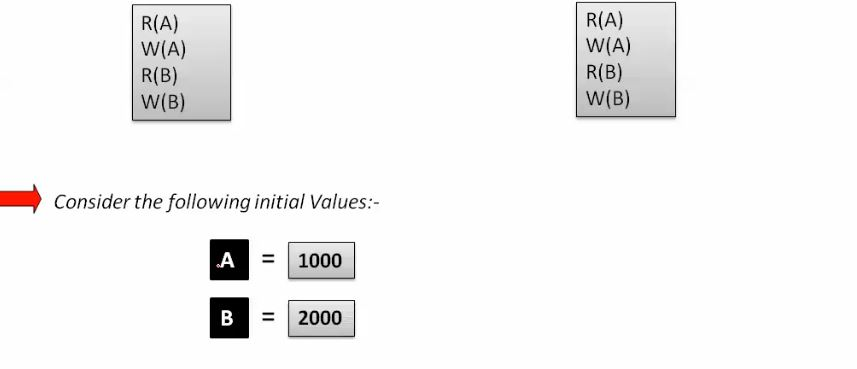 R(A)
W(A)
R(B)
W(B)
R(A)
W(A)
R(B)
W(B)
Consider the following initial Values:-
A = 1000
B = 2000